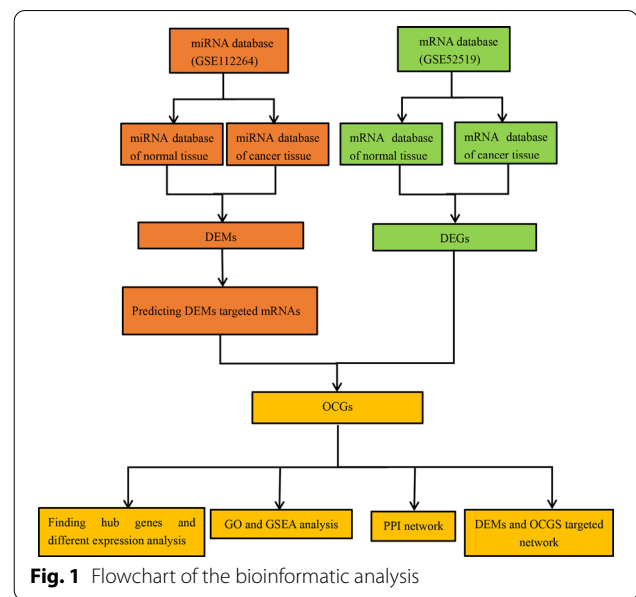 miRNA database
(GSE112264)
mRNA database
(GSE52519)
miRNA database
of normal tissue
miRNA database
of cancer tissue
mRNA database
of normal tissue
mRNA database
of cancer tissue
DEMs
DEGs
Predicting DEMs targeted mRNAs
OCGs
Finding hub genes and
different expression analysis
GO and GSEA analysis
PPI network
DEMs and OCGS targeted
network
Fig. 1 Flowchart of the bioinformatic analysis